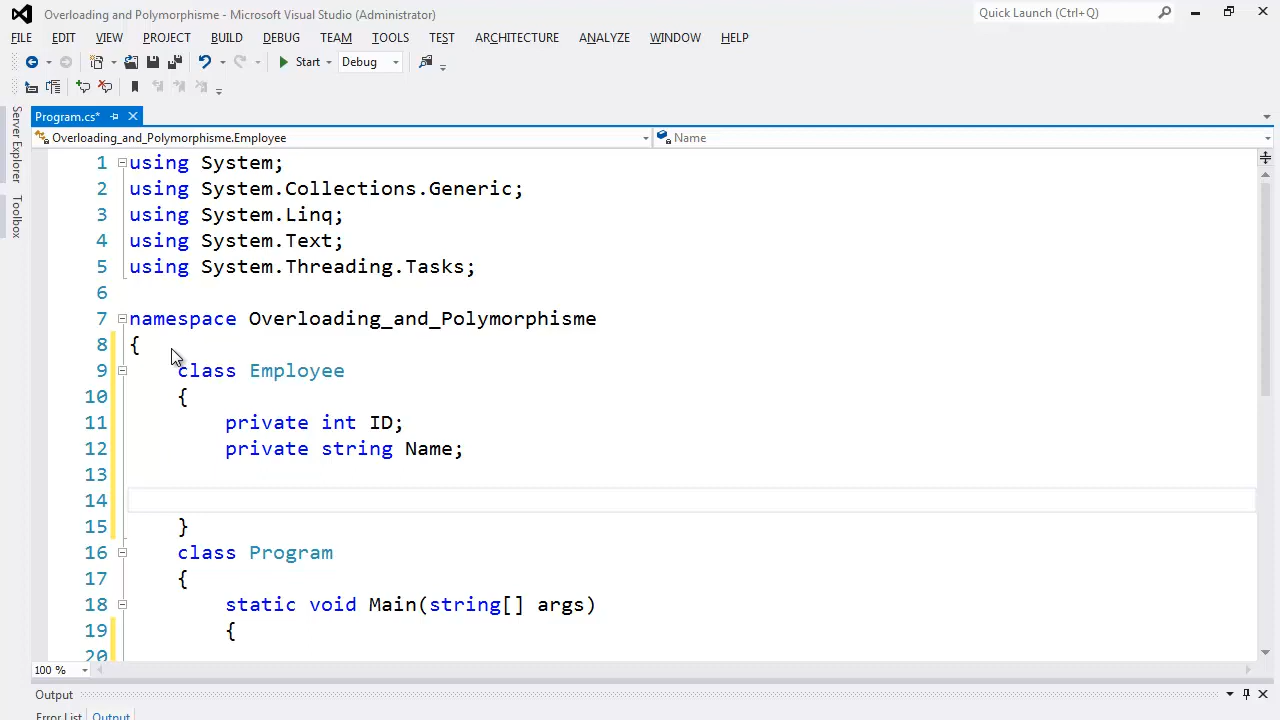 Overloading and Polymorphisme - Microsoft Visual Studio (Administrator)
Quick Launch (Ctrl+Q)
FILE EDIT VIEW PROJECT BUILD DEBUG TEAM TOOLS TEST ARCHITECTURE ANALYZE WINDOW HELP
Start Debug
Server Explorer
Toolbox
Program.cs*
Overloading_and_Polymorphisme.Employee
Name
1 using System;
2 using System.Collections.Generic;
3 using System.Linq;
4 using System.Text;
5 using System.Threading.Tasks;
6
7 namespace Overloading_and_Polymorphisme
8 {
9 class Employee
10 {
11 private int ID;
12 private string Name;
13
14
15 }
16 class Program
17 {
18 static void Main(string[] args)
19 {
20
100 %
Output
Error List Output